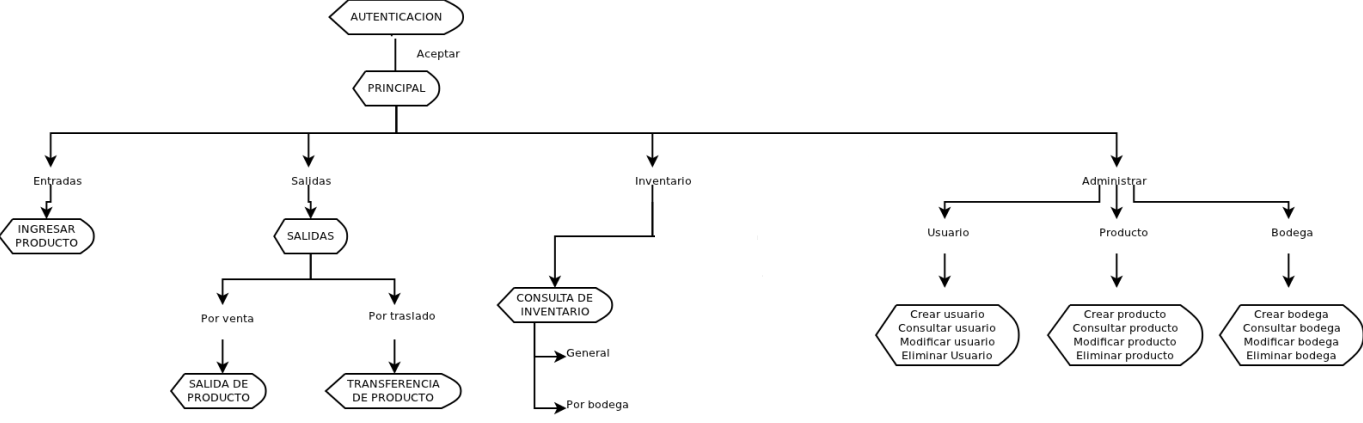 AUTENTICACION
Aceptar
PRINCIPAL
Entradas
Salidas
Inventario
Administrar
INGRESAR
PRODUCTO
SALIDAS
Usuario
Producto
Bodega
Por venta
Por traslado
CONSULTA DE
INVENTARIO
General
Por bodega
Crear usuario
Consultar usuario
Modificar usuario
Eliminar Usuario
Crear producto
Consultar producto
Modificar producto
Eliminar producto
Crear bodega
Consultar bodega
Modificar bodega
Eliminar bodega
SALIDA DE
PRODUCTO
TRANSFERENCIA
DE PRODUCTO